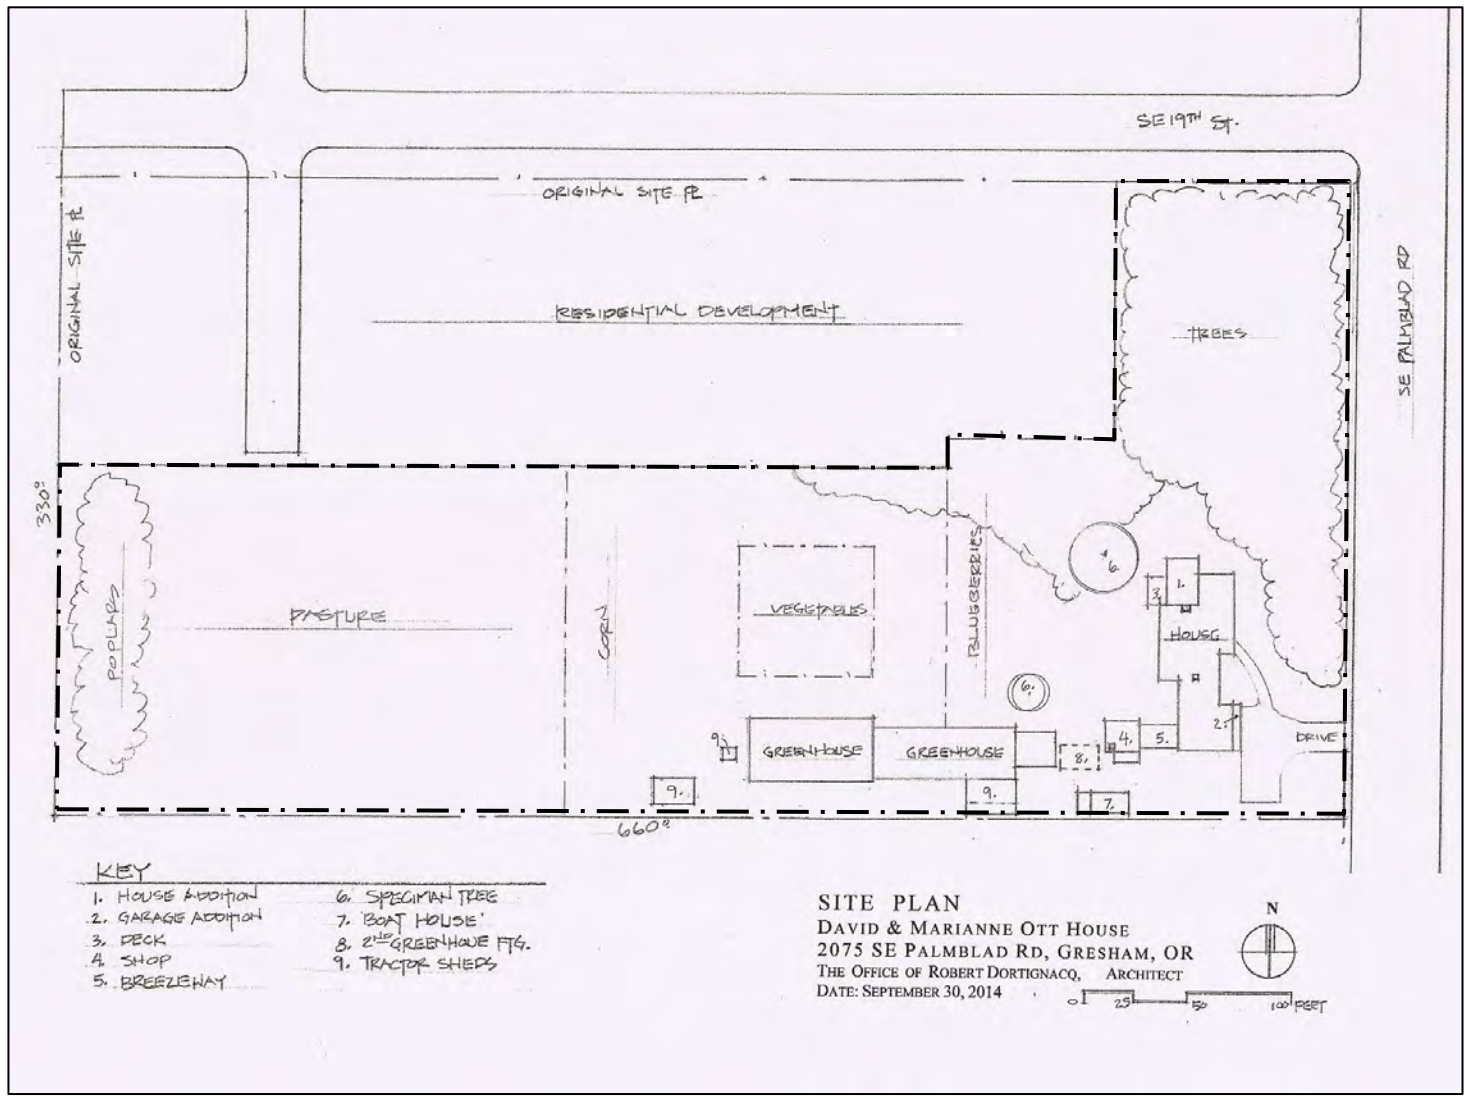 SE 19TH ST.
ORIGINAL SITE PL
ORIGINAL SITE PL
RESIDENTIAL DEVELOPMENT
TREES
SE PALMBLAD RD
330'
POPLARS
PASTURE
CORN
VEGETABLES
BLUEBERRIES
6.
3.
1.
HOUSE
6.
2.
DRIVE
9.
GREENHOUSE
GREENHOUSE
8.
4.
5.
9.
9.
7.
660'
KEY
1. HOUSE ADDITION
2. GARAGE ADDITION
3. DECK
4. SHOP
5. BREEZEWAY
6. SPECIMAN TREE
7. 'BOAT HOUSE'
8. 2ND GREENHOUE FTG.
9. TRACTOR SHEDS
SITE PLAN
DAVID & MARIANNE OTT HOUSE
2075 SE PALMBLAD RD, GRESHAM, OR
THE OFFICE OF ROBERT DORTIGNACQ, ARCHITECT
DATE: SEPTEMBER 30, 2014
N
0 25 50 100 FEET